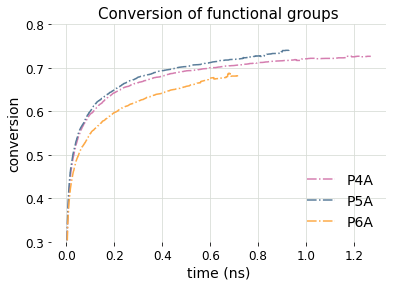 Conversion of functional groups
conversion
0.8
0.7
0.6
0.5
0.4
0.3
P4A
P5A
P6A
0.0 0.2 0.4 0.6 0.8 1.0 1.2
time (ns)